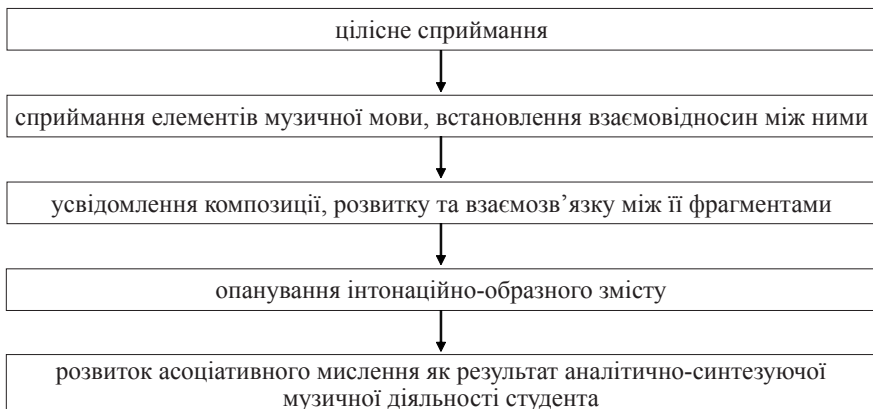 цілісне сприймання
сприймання елементів музичної мови, встановлення взаємовідносин між ними
усвідомлення композиції, розвитку та взаємозв’язку між її фрагментами
опанування інтонаційно-образного змісту
розвиток асоціативного мислення як результат аналітично-синтезуючої
музичної діяльності студента